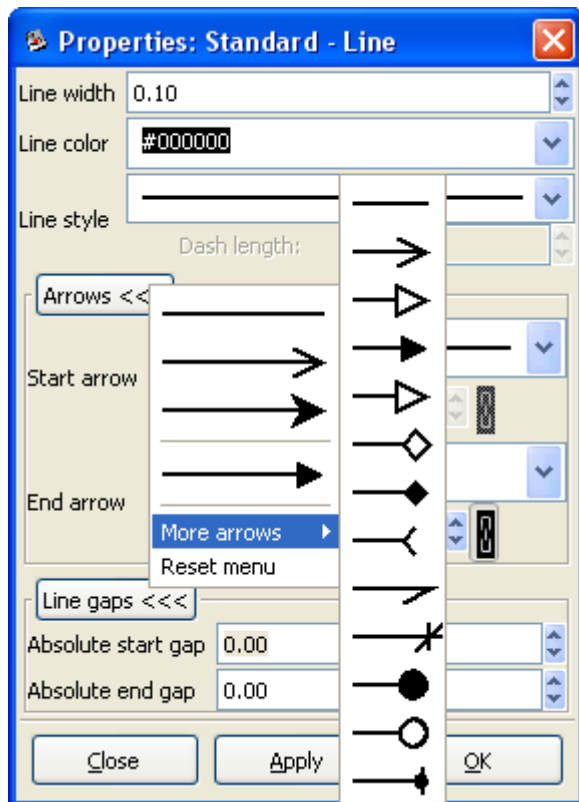 Properties: Standard - Line
Line width 0.10
Line color #000000
Line style
Dash length:
Arrows <<
Start arrow
End arrow
More arrows
Reset menu
Line gaps <<<
Absolute start gap 0.00
Absolute end gap 0.00
Close Apply OK